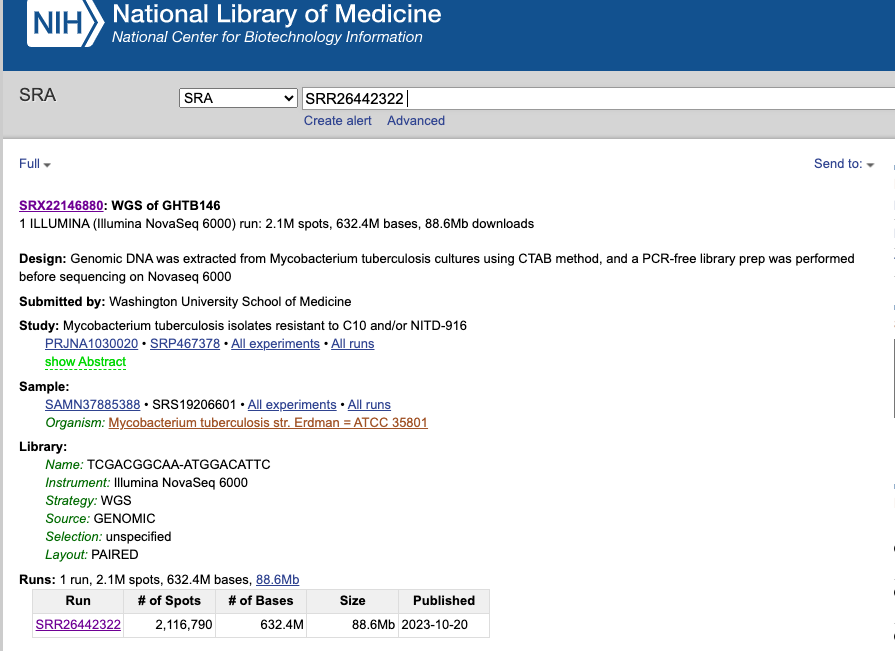 NIH
National Library of Medicine
National Center for Biotechnology Information
SRA
SRA
SRR26442322
Create alert Advanced
Full
Send to:
SRX22146880: WGS of GHTB146
1 ILLUMINA (Illumina NovaSeq 6000) run: 2.1M spots, 632.4M bases, 88.6Mb downloads
Design: Genomic DNA was extracted from Mycobacterium tuberculosis cultures using CTAB method, and a PCR-free library prep was performed
before sequencing on Novaseq 6000
Submitted by: Washington University School of Medicine
Study: Mycobacterium tuberculosis isolates resistant to C10 and/or NITD-916
PRJNA1030020 • SRP467378 • All experiments • All runs
show Abstract
Sample:
SAMN37885388 • SRS19206601 • All experiments • All runs
Organism: Mycobacterium tuberculosis str. Erdman = ATCC 35801
Library:
Name: TCGACGGCAA-ATGGACATTC
Instrument: Illumina NovaSeq 6000
Strategy: WGS
Source: GENOMIC
Selection: unspecified
Layout: PAIRED
Runs: 1 run, 2.1M spots, 632.4M bases, 88.6Mb
Run # of Spots # of Bases Size Published
SRR26442322 2,116,790 632.4M 88.6Mb 2023-10-20